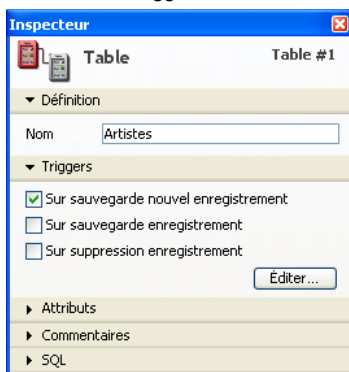 Inspecteur
Table Table #1
Définition
Nom Artistes
Triggers
Sur sauvegarde nouvel enregistrement
Sur sauvegarde enregistrement
Sur suppression enregistrement
Éditer...
Attributs
Commentaires
SQL